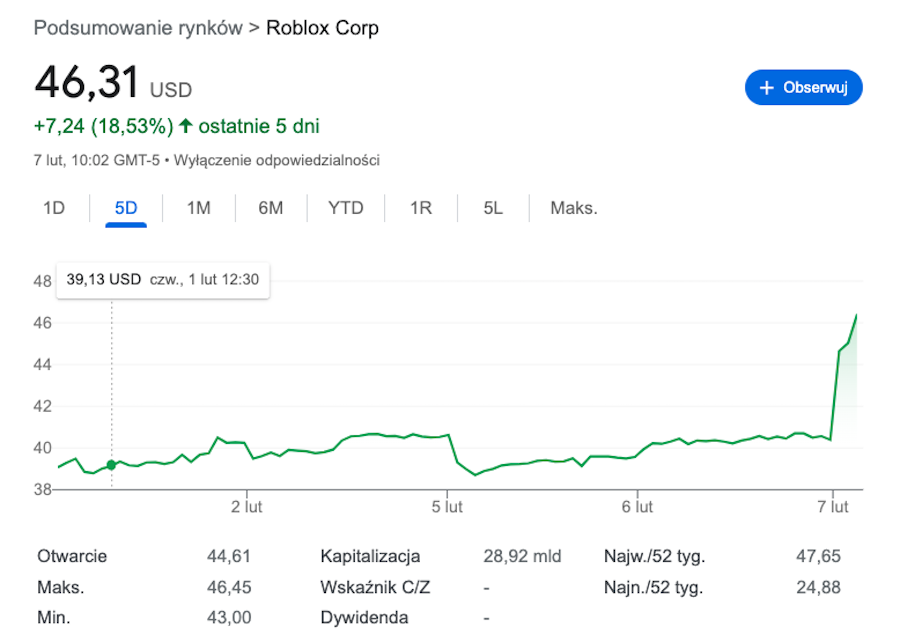 Podsumowanie rynków > Roblox Corp
46,31 USD
+ Obserwuj
+7,24 (18,53%) ↑ ostatnie 5 dni
7 lut, 10:02 GMT-5 • Wyłączenie odpowiedzialności
1D 5D 1M 6M YTD 1R 5L Maks.
39,13 USD czw., 1 lut 12:30
48
46
44
42
40
38
2 lut 5 lut 6 lut 7 lut
Otwarcie 44,61 Kapitalizacja 28,92 mld Najw./52 tyg. 47,65
Maks. 46,45 Wskaźnik C/Z - Najn./52 tyg. 24,88
Min. 43,00 Dywidenda -